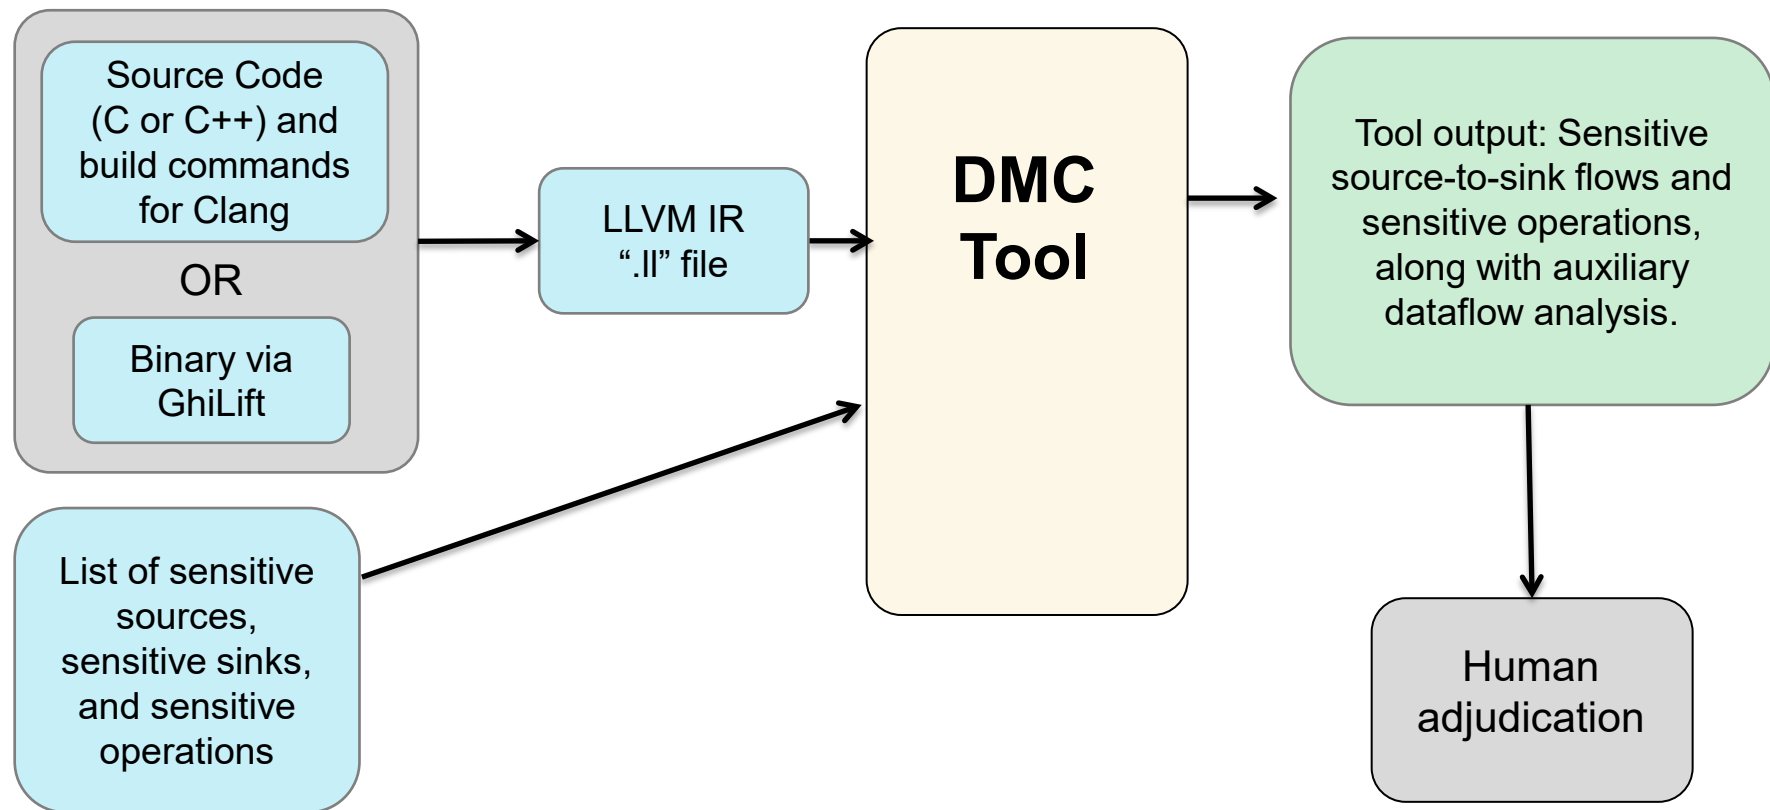 Source Code
(C or C++) and
build commands
for Clang
OR
Binary via
GhiLift
List of sensitive
sources,
sensitive sinks,
and sensitive
operations
LLVM IR
“.ll” file
DMC
Tool
Tool output: Sensitive
source-to-sink flows and
sensitive operations,
along with auxiliary
dataflow analysis.
Human
adjudication